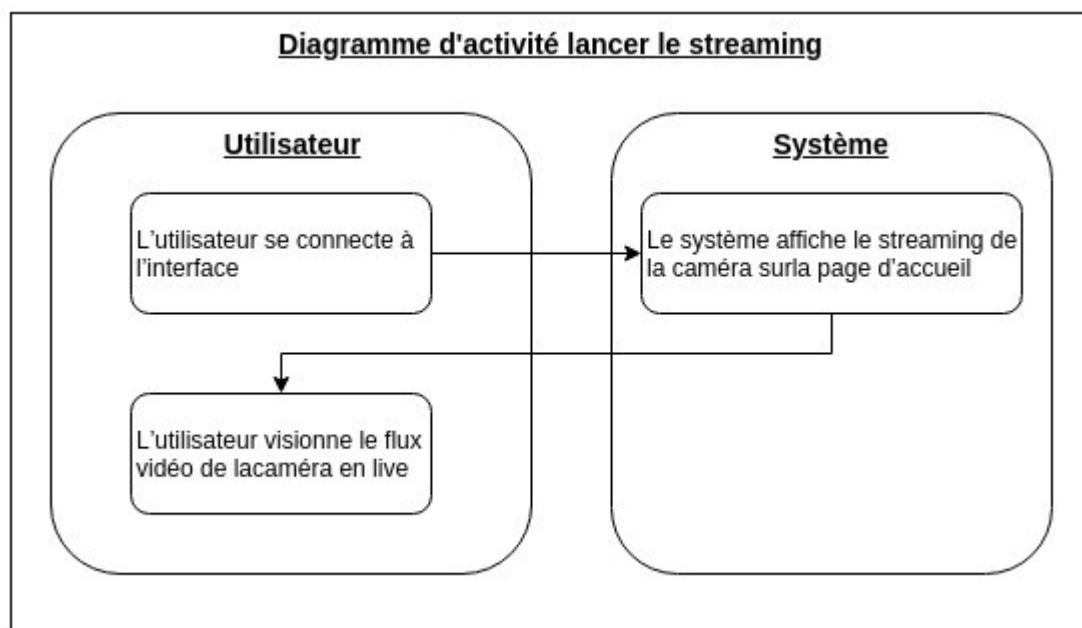 Diagramme d'activité lancer le streaming
Utilisateur
Système
L'utilisateur se connecte à
l'interface
Le système affiche le streaming de
la caméra surla page d'accueil
L'utilisateur visionne le flux
vidéo de lacaméra en live